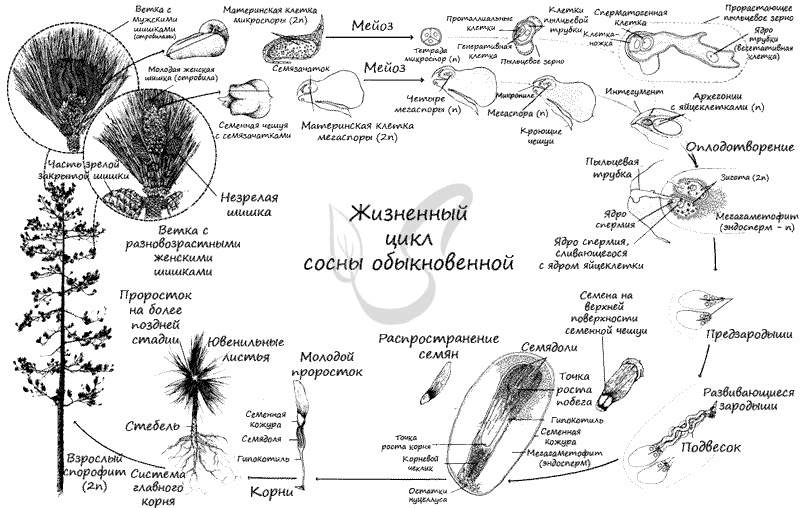 Ветка с
мужскими
шишками
(стробилами)
Материнская клетка
микроспоры (2n)
Мейоз
Тетрада
микроспор (n)
Проталлиальные
клетки
Генеративная
клетка
Клетки
пыльцевой
трубки
Пыльцевое зерно
Сперматогенная
клетка
Клетка-
ножка
Прорастающее
пыльцевое зерно
Ядро
трубки
(вегетативная
клетка)
Молодая женская
шишка (стробила)
Семенная чешуя
с семязачатками
Семязачаток
Мейоз
Материнская клетка
мегаспоры (2n)
Четыре
мегаспоры (n)
Микропиле
Мегаспора (n)
Кроющие
чешуи
Интегумент
Архегонии
с яйцеклетками (n)
Оплодотворение
Часть зрелой
закрытой шишки
Незрелая
шишка
Ветка с
разновозрастными
женскими
шишками
Жизненный
цикл
сосны обыкновенной
Пыльцевая
трубка
Зигота (2n)
Ядро
спермия
Мегагаметофит
(эндосперм - n)
Ядро спермия,
сливающегося
с ядром яйцеклетки
Предзародыши
Развивающиеся
зародыши
Подвесок
Семена на
верхней
поверхности
семенной чешуи
Распространение
семян
Семядоли
Точка
роста
побега
Гипокотиль
Семенная
кожура
Мегагаметофит
(эндосперм)
Точка
роста корня
Корневой
чехлик
Остатки
нуцеллуса
Молодой
проросток
Семенная
кожура
Семядоля
Гипокотиль
Корни
Проросток
на более
поздней
стадии
Ювенильные
листья
Стебель
Система
главного
корня
Взрослый
спорофит
(2n)